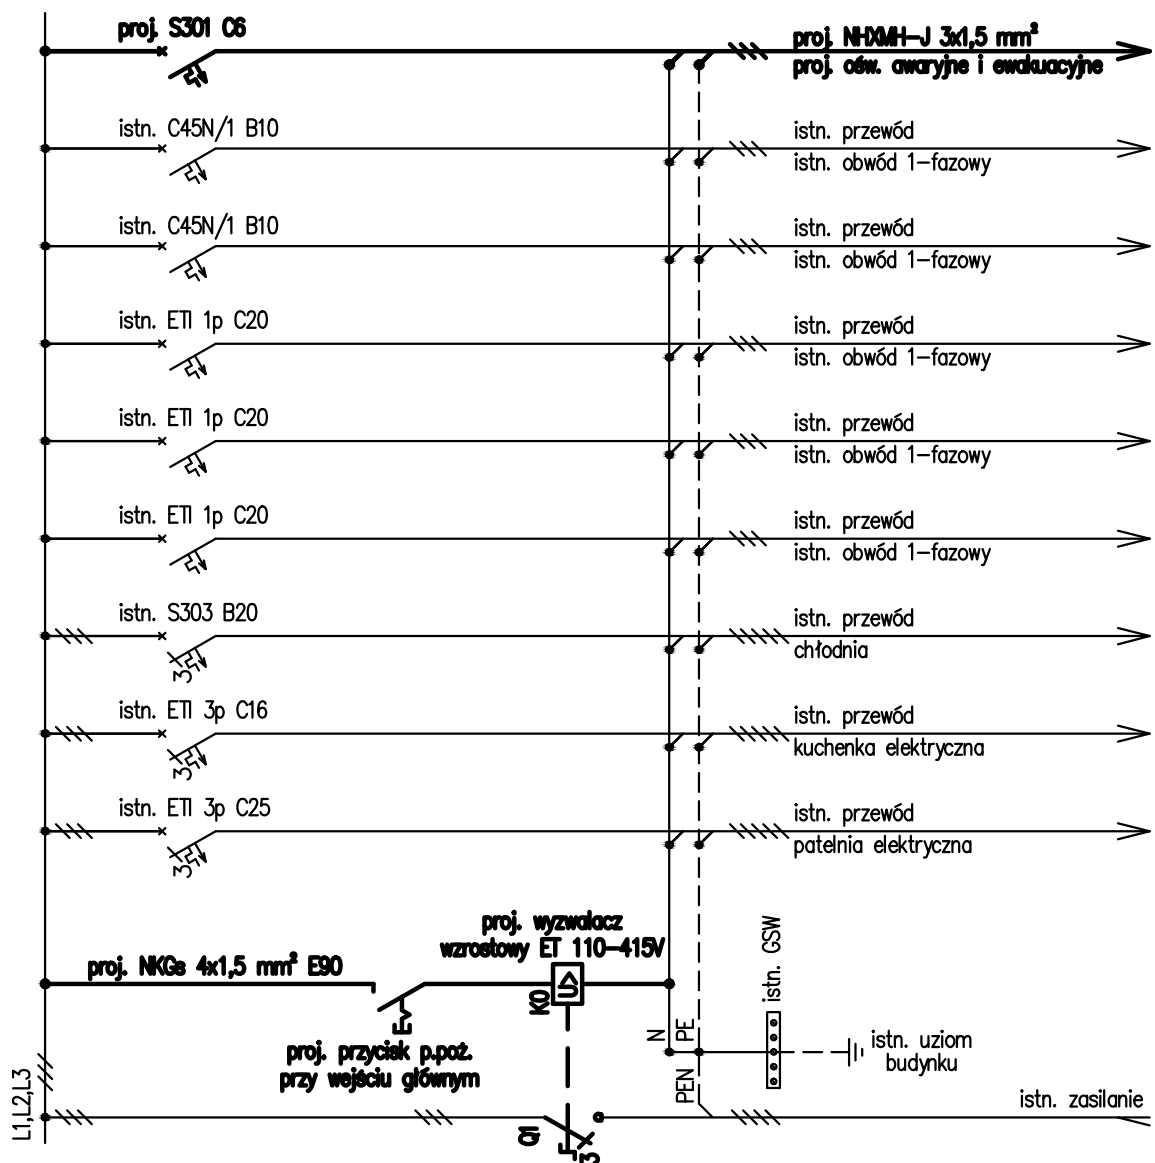 proj. S301 C6
proj. NHXMH-J 3x1,5 mm²
proj. ośw. awaryjne i ewakuacyjne
istn. C45N/1 B10
istn. przewód
istn. obwód 1-fazowy
istn. C45N/1 B10
istn. przewód
istn. obwód 1-fazowy
istn. ETI 1p C20
istn. przewód
istn. obwód 1-fazowy
istn. ETI 1p C20
istn. przewód
istn. obwód 1-fazowy
istn. ETI 1p C20
istn. przewód
istn. obwód 1-fazowy
istn. S303 B20
3
istn. przewód
chłodnia
istn. ETI 3p C16
3
istn. przewód
kuchenka elektryczna
istn. ETI 3p C25
3
istn. przewód
patelnia elektryczna
proj. wyzwalacz
wzrostowy ET 110-415V
proj. NKGs 4x1,5 mm² E90
U>
K0
proj. przycisk p.poż.
przy wejściu głównym
N
PE
PEN
istn. GSW
istn. uziom
budynku
L1,L2,L3
Q1
3
istn. zasilanie